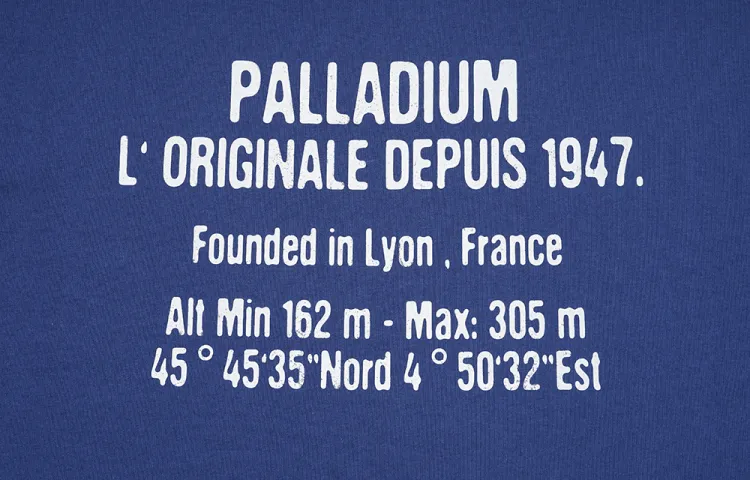 PALLADIUM
L' ORIGINALE DEPUIS 1947.
Founded in Lyon , France
Alt Min 162 m - Max: 305 m
45 ° 45'35"Nord 4 ° 50'32"Est